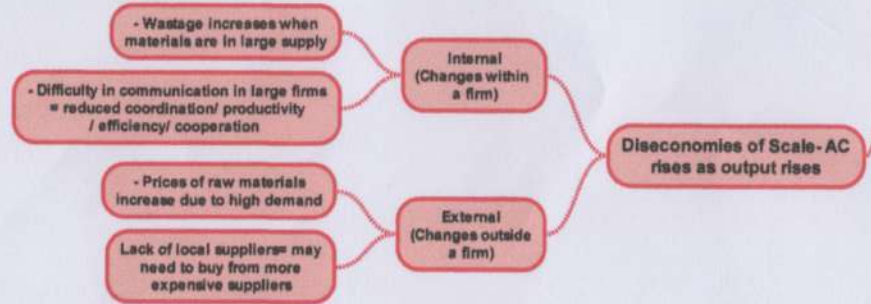 - Wastage increases when
materials are in large supply
- Difficulty in communication in large firms
= reduced coordination/ productivity
/ efficiency/ cooperation
Internal
(Changes within
a firm)
Diseconomies of Scale- AC
rises as output rises
- Prices of raw materials
increase due to high demand
External
(Changes outside
a firm)
Lack of local suppliers= may
need to buy from more
expensive suppliers